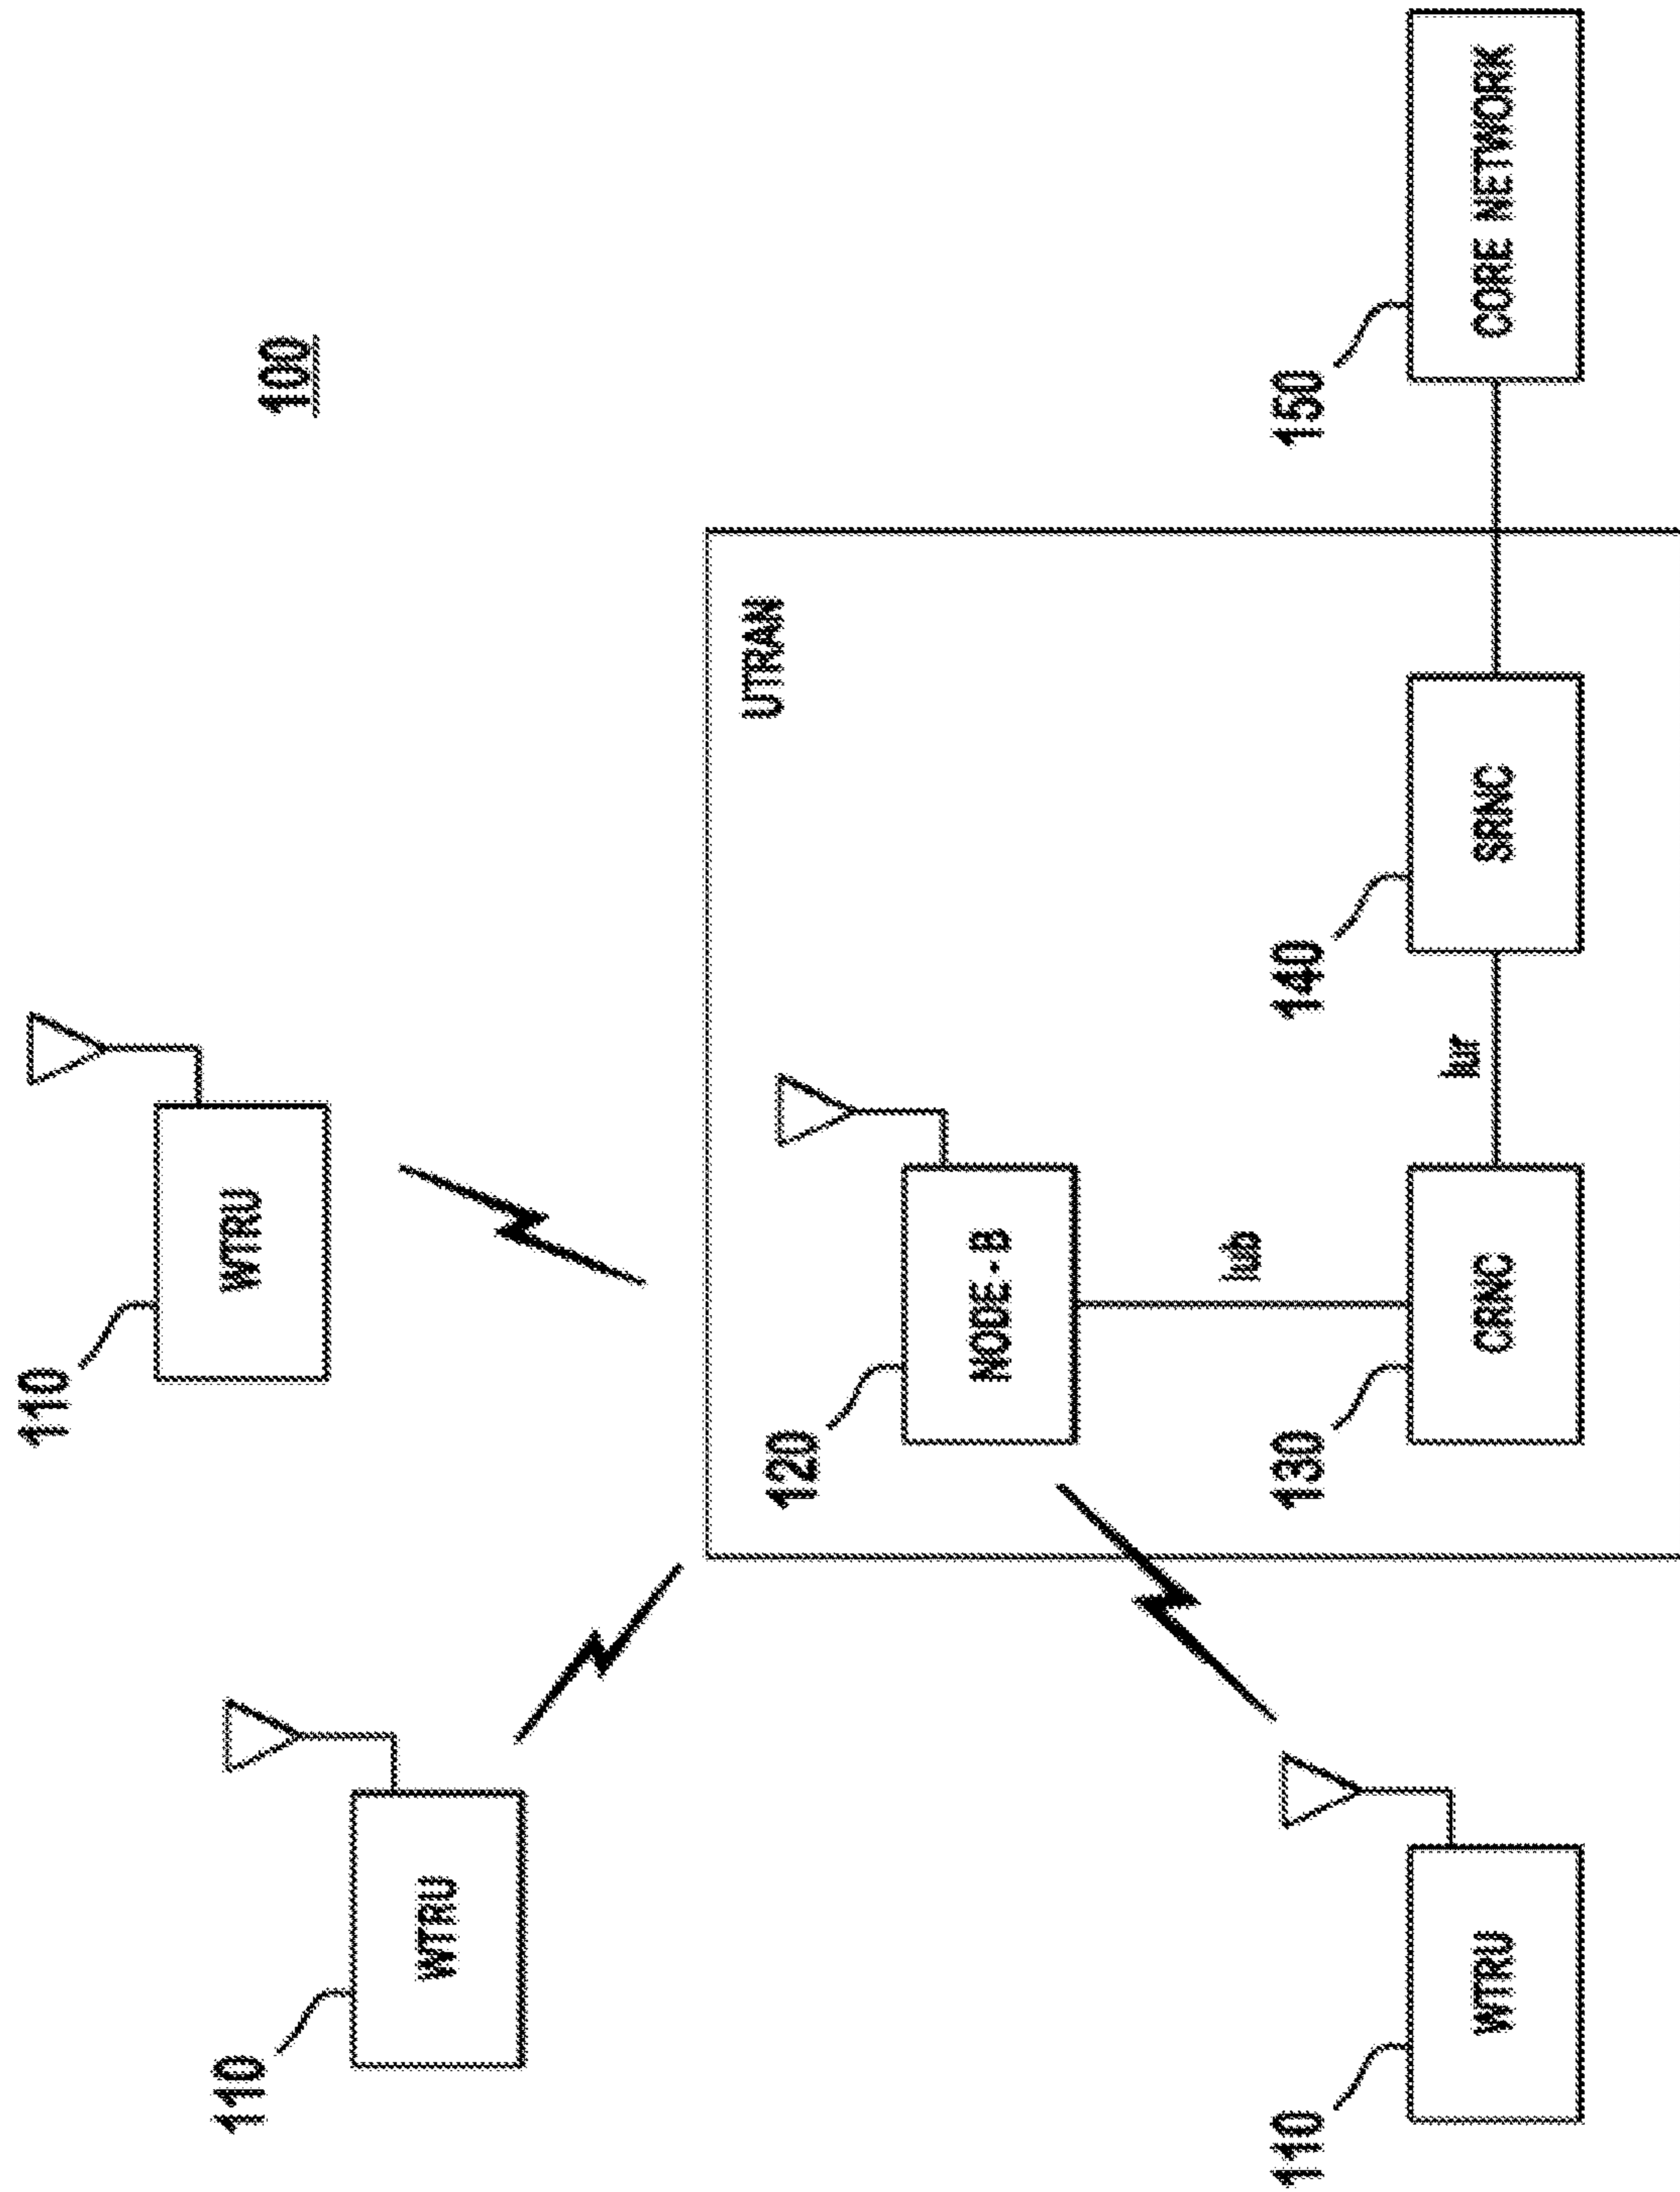 100
110
WTRU
110
WTRU
UTRAN
120
NODE-B
Iub
110
WTRU
130
CRNC
Iur
140
SRNC
150
CORE NETWORK